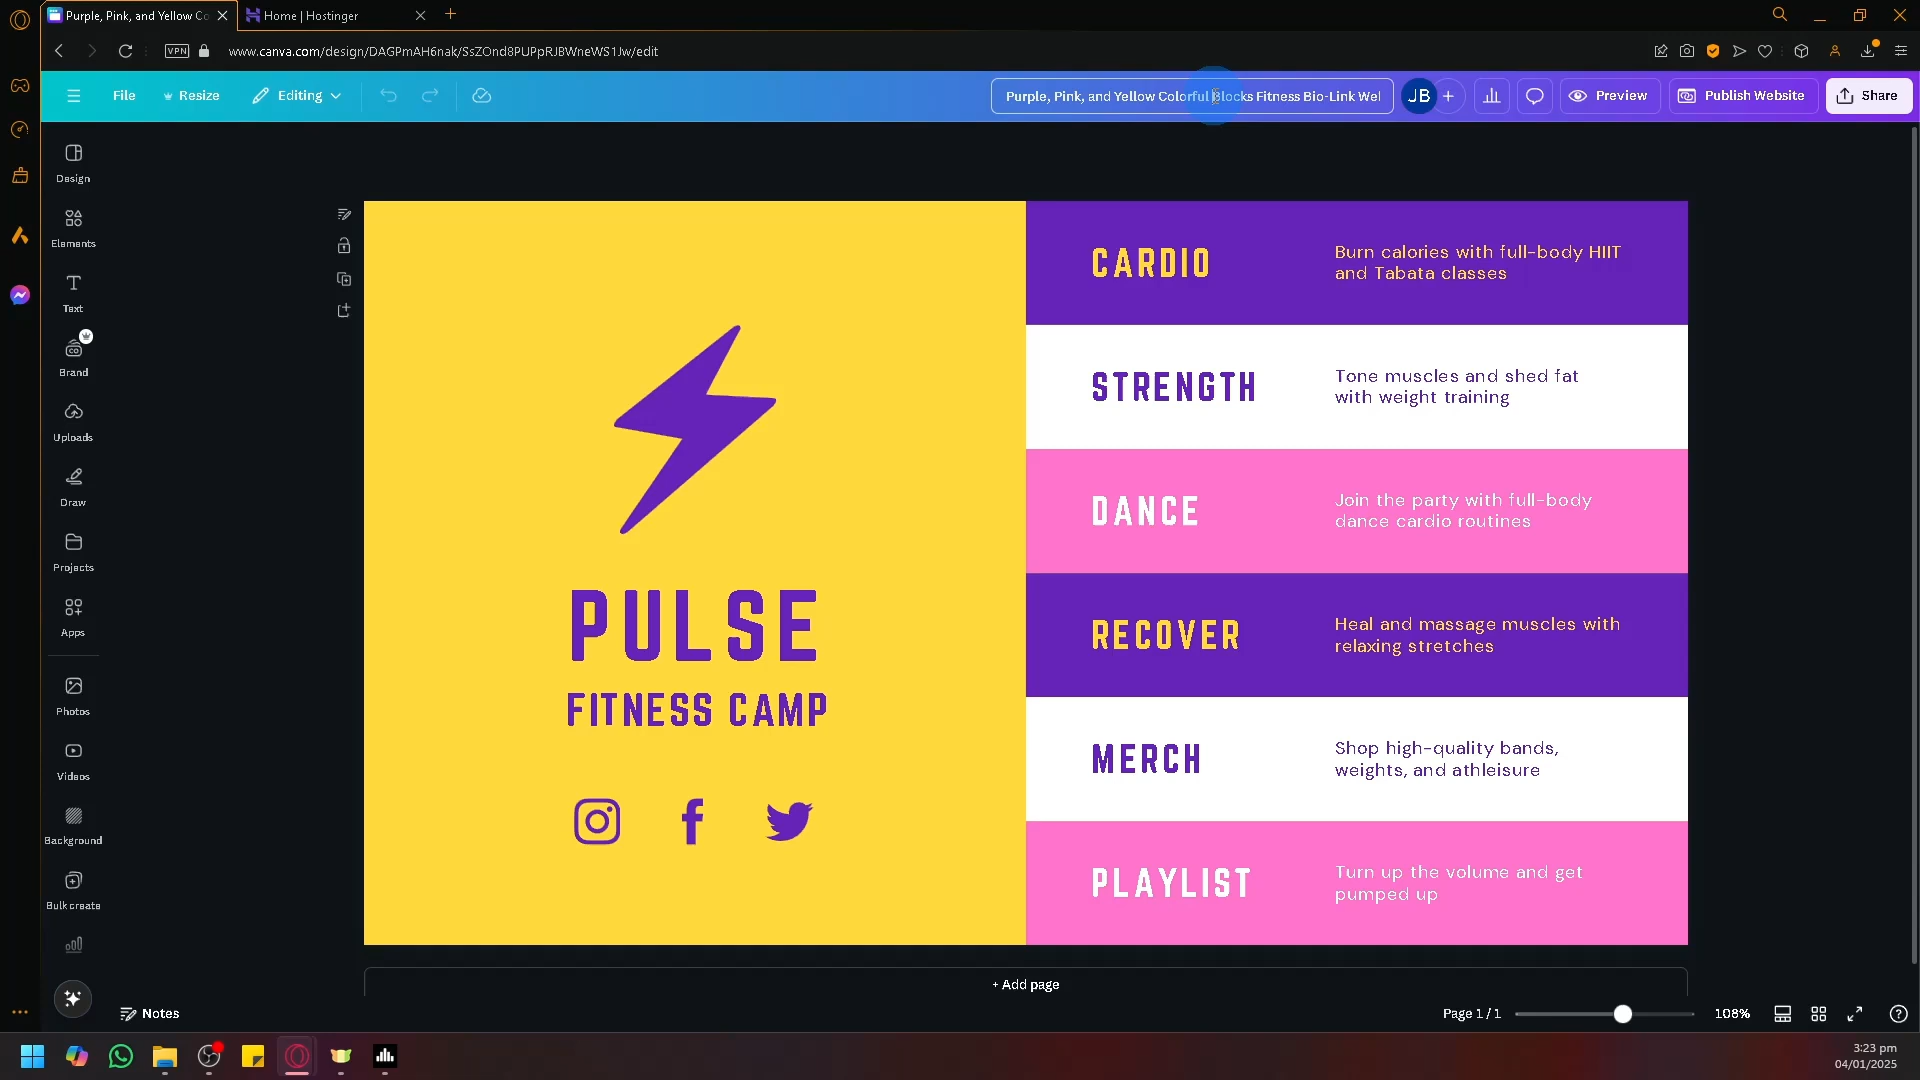 Purple, Pink, and Yellow Co
Home | Hostinger
VPN
www.canva.com/design/DAGPmAH6nak/SsZOnd8PUPpRJBWneWS1Jw/edit
File
Resize
Editing
Purple, Pink, and Yellow Colorful Blocks Fitness Bio-Link We
JB
Preview
Publish Website
Share
Design
Elements
Text
Brand
Uploads
Draw
Projects
Apps
Photos
Videos
Background
Bulk create
PULSE
FITNESS CAMP
CARDIO
Burn calories with full-body HIIT
and Tabata classes
STRENGTH
Tone muscles and shed fat
with weight training
DANCE
Join the party with full-body
dance cardio routines
RECOVER
Heal and massage muscles with
relaxing stretches
MERCH
Shop high-quality bands,
weights, and athleisure
PLAYLIST
Turn up the volume and get
pumped up
+ Add page
Notes
Page 1 / 1
108%
3:23 pm
04/01/2025